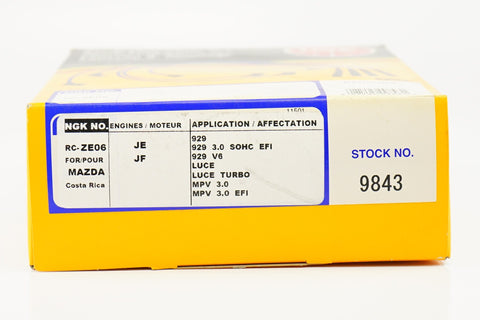 11501
NGK NO. ENGINES / MOTEUR APPLICATION / AFFECTATION
RC-ZE06 JE 929
FOR/POUR JF 929 3.0 SOHC EFI
MAZDA 929 V6
Costa Rica LUCE
LUCE TURBO
MPV 3.0
MPV 3.0 EFI
STOCK NO.
9843